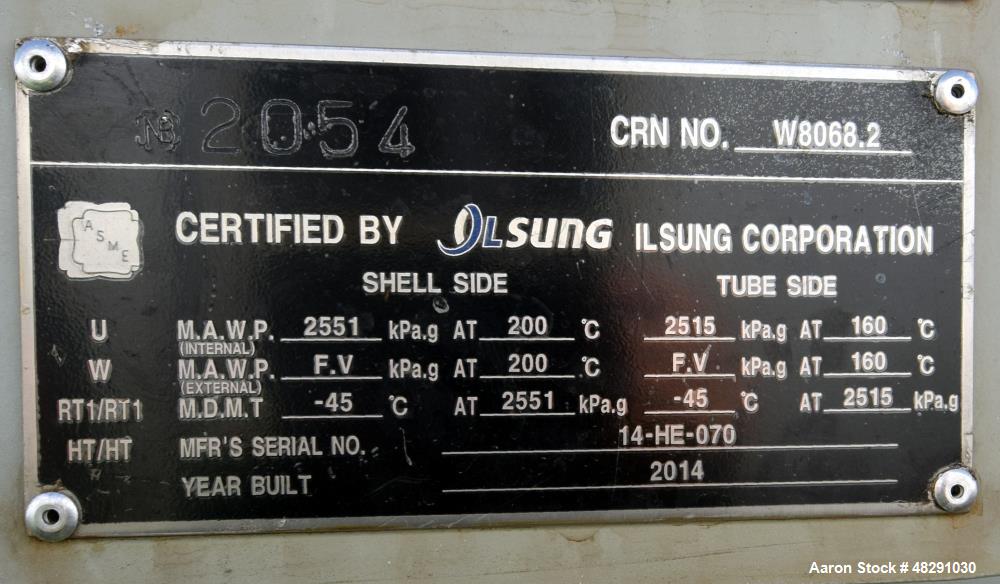 NB 2054
CRN NO. W8068.2
ASME
CERTIFIED BY ILSUNG ILSUNG CORPORATION
SHELL SIDE TUBE SIDE
U M.A.W.P. 2551 kPa.g AT 200 °C 2515 kPa.g AT 160 °C
(INTERNAL)
W M.A.W.P. F.V kPa.g AT 200 °C F.V kPa.g AT 160 °C
(EXTERNAL)
RT1/RT1 M.D.M.T -45 °C AT 2551 kPa.g -45 °C AT 2515 kPa.g
HT/HT MFR'S SERIAL NO. 14-HE-070
YEAR BUILT 2014
Aaron Stock # 48291030